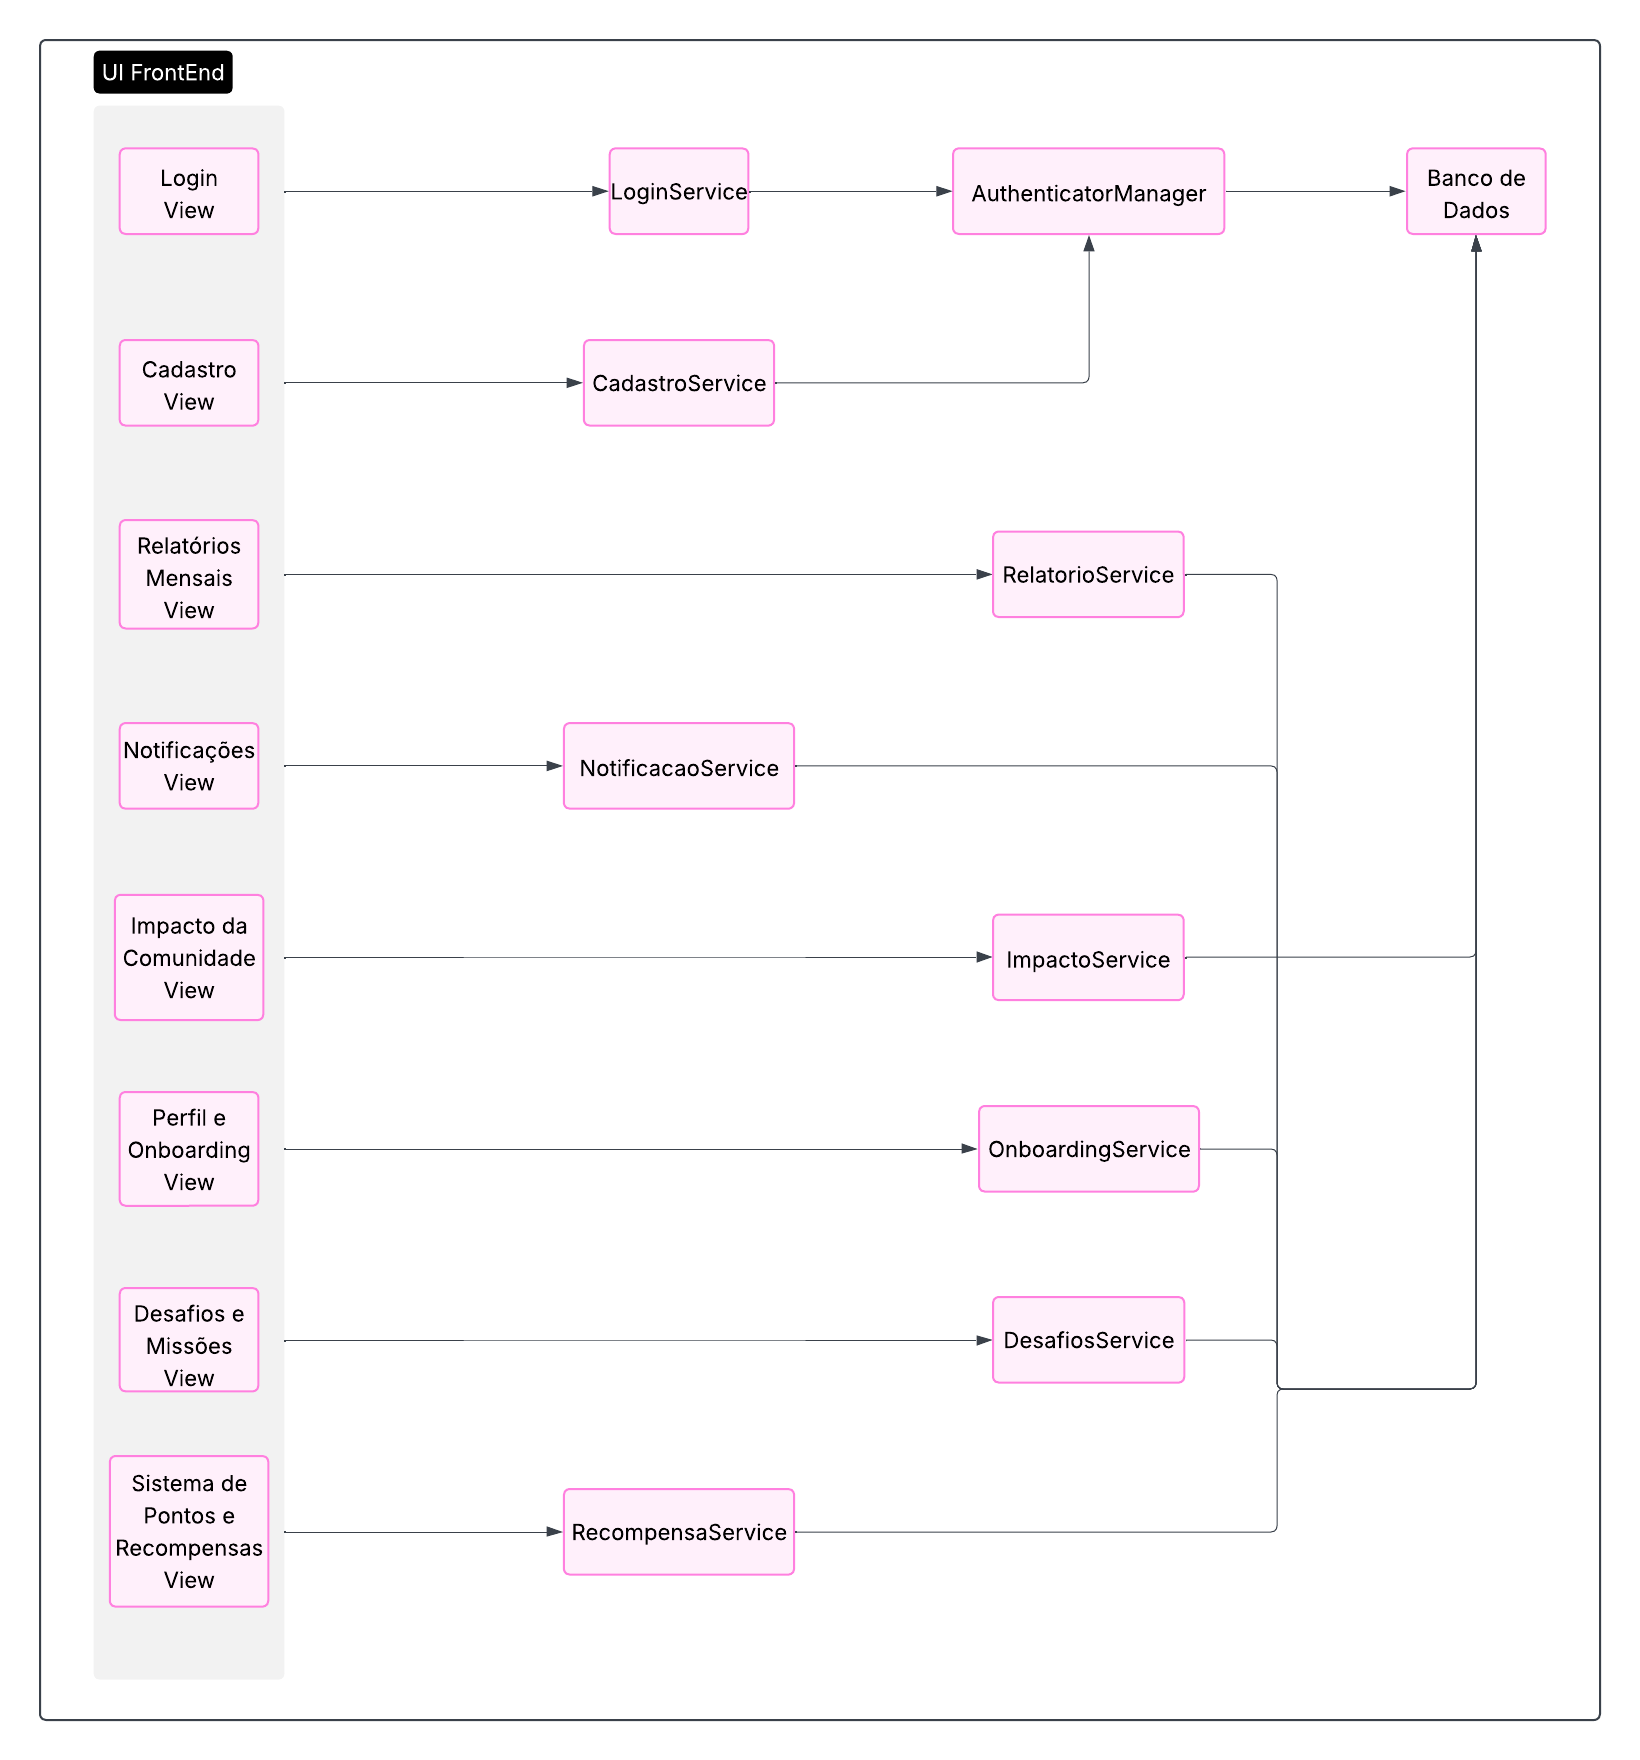 UI FrontEnd
Login
View
LoginService
AuthenticatorManager
Banco de
Dados
Cadastro
View
CadastroService
Relatórios
Mensais
View
RelatorioService
Notificações
View
NotificacaoService
Impacto da
Comunidade
View
ImpactoService
Perfil e
Onboarding
View
OnboardingService
Desafios e
Missões
View
DesafiosService
Sistema de
Pontos e
Recompensas
View
RecompensaService